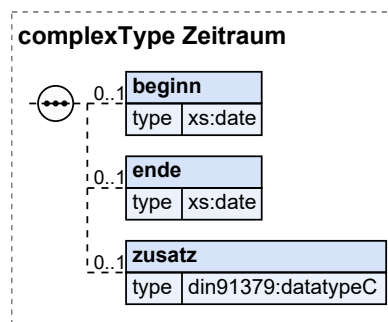 complexType Zeitraum
0..1 beginn
type xs:date
0..1 ende
type xs:date
0..1 zusatz
type din91379:datatypeC